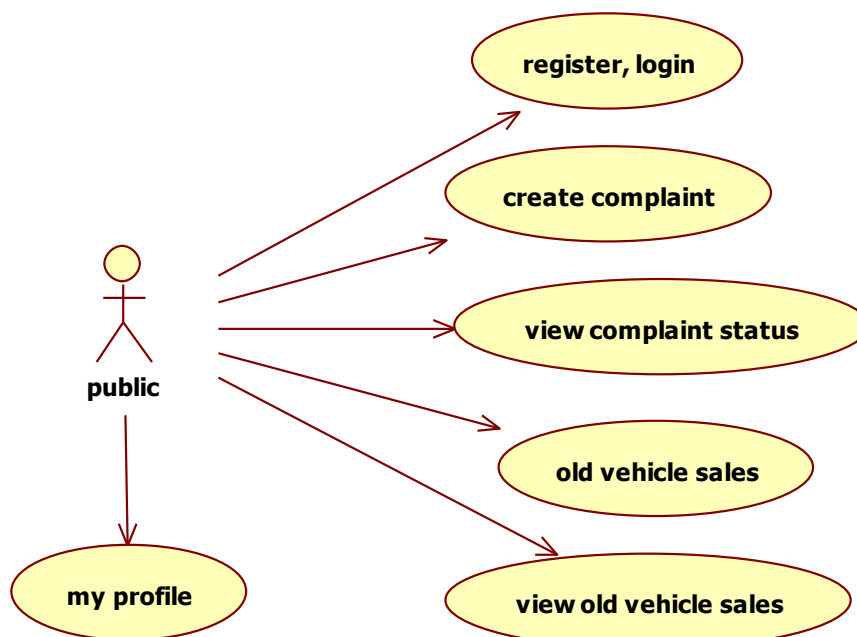 register, login
create complaint
view complaint status
public
old vehicle sales
my profile
view old vehicle sales